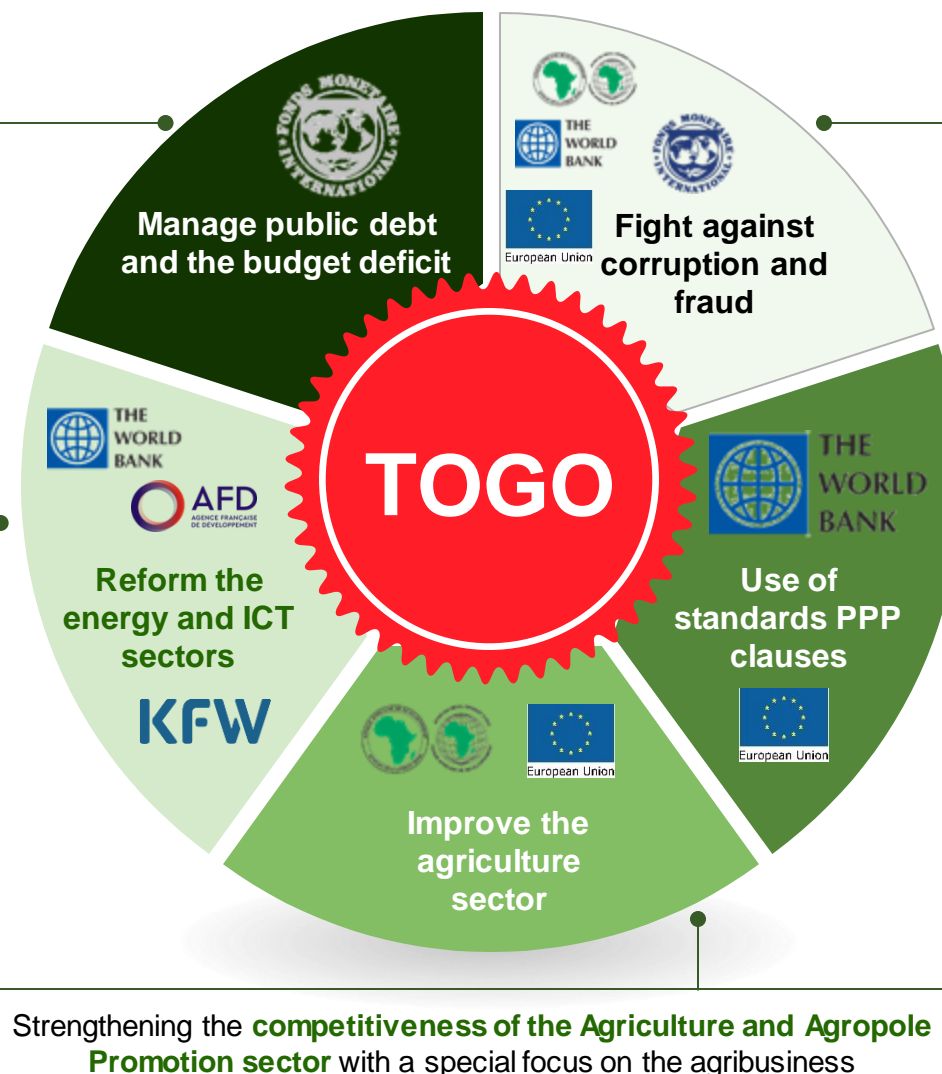 FONDS MONETAIRE INTERNATIONAL
Manage public debt
and the budget deficit
THE
WORLD
BANK
FONDS MONETAIRE INTERNATIONAL
European Union
Fight against
corruption and
fraud
THE
WORLD
BANK
AFD
AGENCE FRANÇAISE
DE DÉVELOPPEMENT
Reform the
energy and ICT
sectors
KFW
TOGO
THE
WORLD
BANK
Use of
standards PPP
clauses
European Union
European Union
Improve the
agriculture
sector
Strengthening the competitiveness of the Agriculture and Agropole
Promotion sector with a special focus on the agribusiness